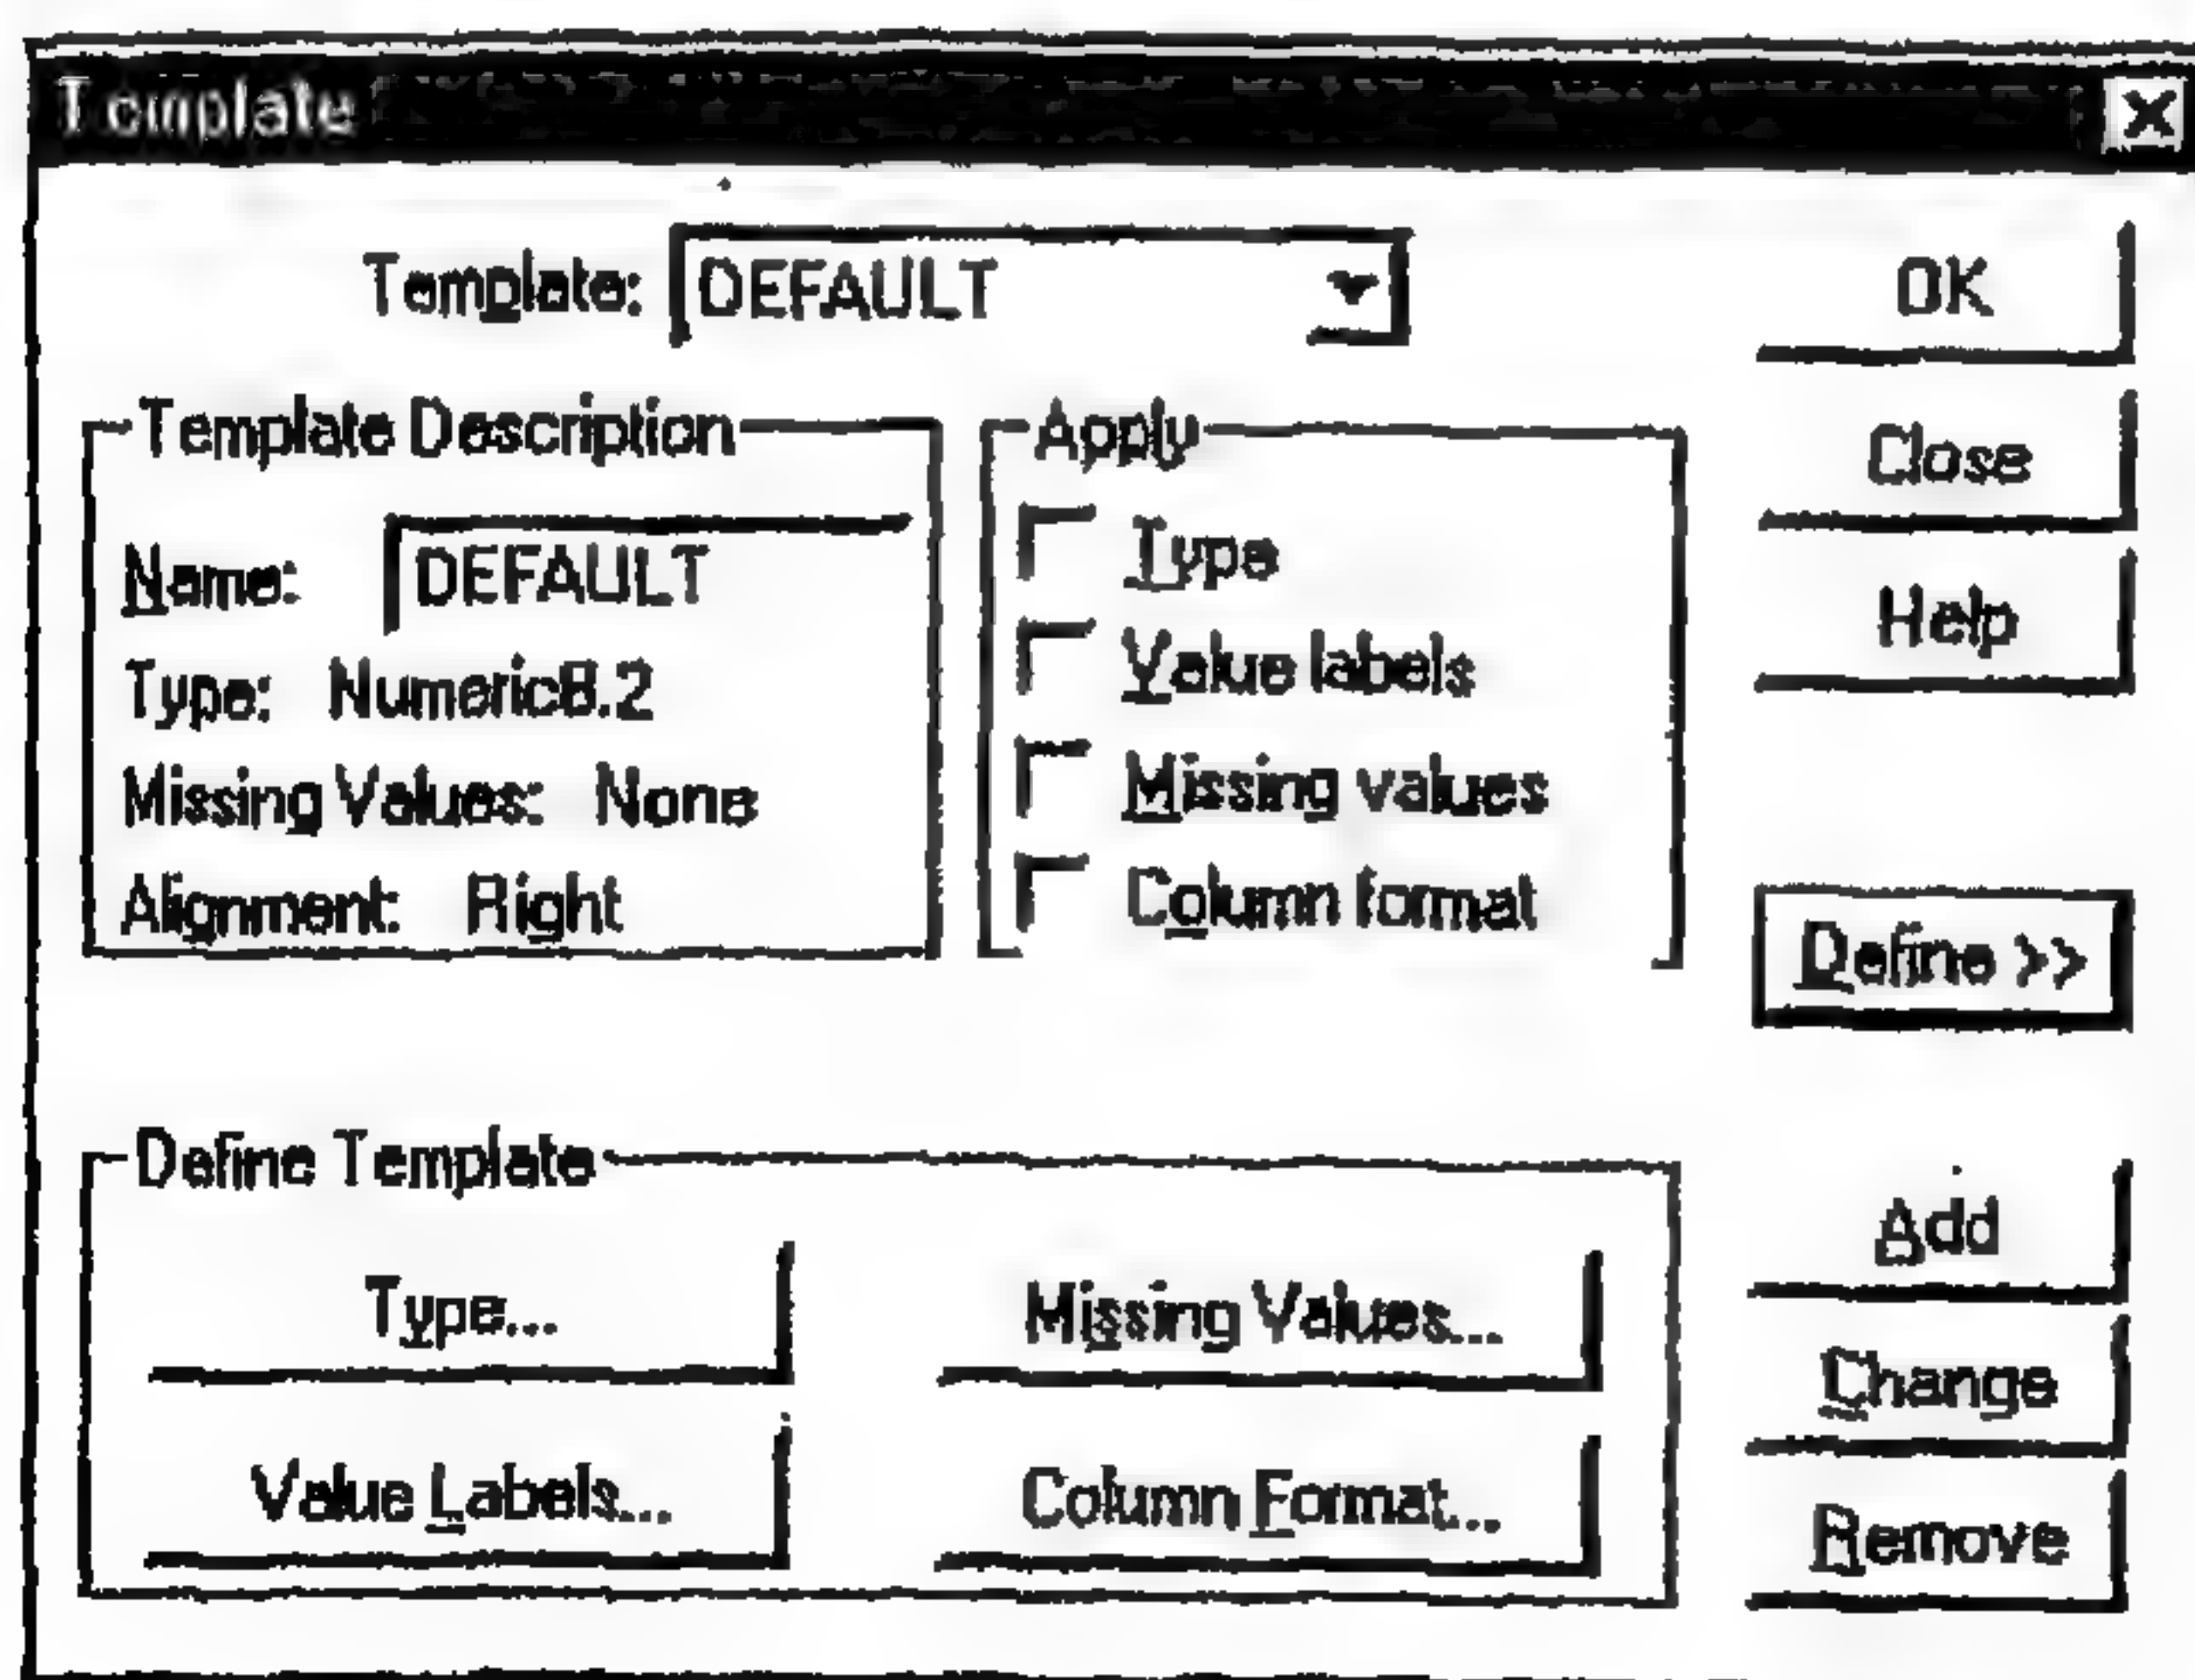 Template
Template: DEFAULT
OK
Template Description
Apply
Close
Name: DEFAULT
Type
Help
Type: Numeric8.2
Value labels
Missing Values: None
Missing values
Alignment: Right
Column format
Define >>
Define Template
Add
Type...
Missing Values...
Change
Value Labels...
Column Format...
Remove